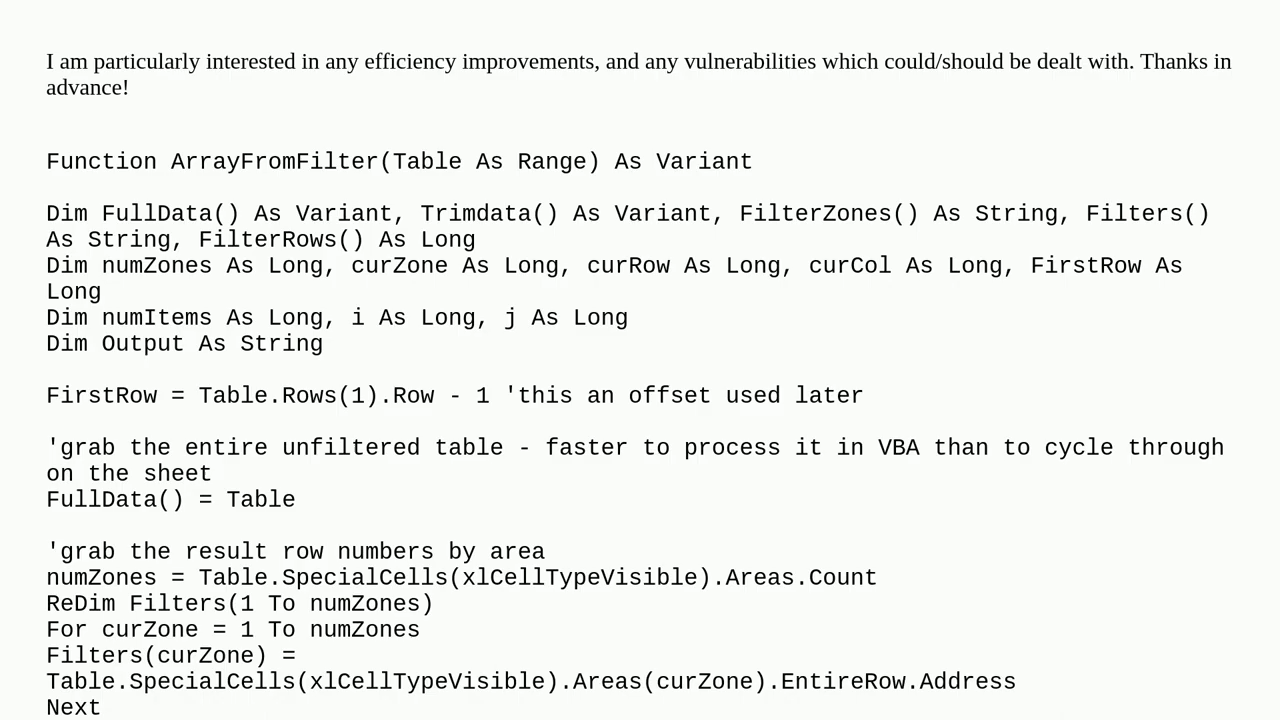 I am particularly interested in any efficiency improvements, and any vulnerabilities which could/should be dealt with. Thanks in
advance!
Function ArrayFromFilter(Table As Range) As Variant
Dim FullData() As Variant, Trimdata() As Variant, FilterZones() As String, Filters()
As String, FilterRows() As Long
Dim numZones As Long, curZone As Long, curRow As Long, curCol As Long, FirstRow As
Long
Dim numItems As Long, i As Long, j As Long
Dim Output As String
FirstRow = Table.Rows(1).Row - 1 'this an offset used later
'grab the entire unfiltered table - faster to process it in VBA than to cycle through
on the sheet
FullData() = Table
'grab the result row numbers by area
numZones = Table.SpecialCells(xlCellTypeVisible).Areas.Count
ReDim Filters(1 To numZones)
For curZone = 1 To numZones
Filters(curZone) =
Table.SpecialCells(xlCellTypeVisible).Areas(curZone).EntireRow.Address
Next